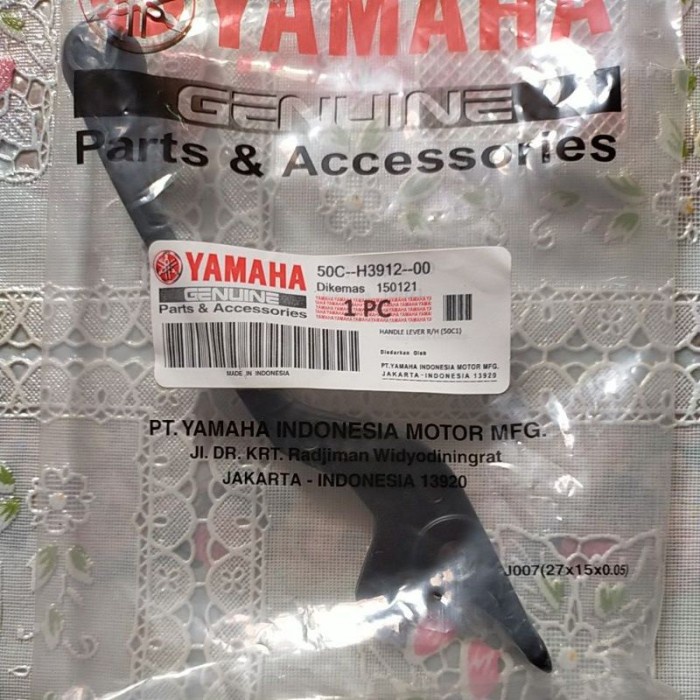 YAMAHA
GENUINE
Parts & Accessories
YAMAHA
GENUINE
Parts & Accessories
50C--H3912--00
Dikemas 150121
1 PC
HANDLE LEVER R/H (50C1)
Diedarkan Oleh
PT.YAMAHA INDONESIA MOTOR MFG.
JAKARTA-INDONESIA 13920
MADE IN INDONESIA
PT. YAMAHA INDONESIA MOTOR MFG.
Jl. DR. KRT. Radjiman Widyodiningrat
JAKARTA - INDONESIA 13920
J007(27x15x0.05)